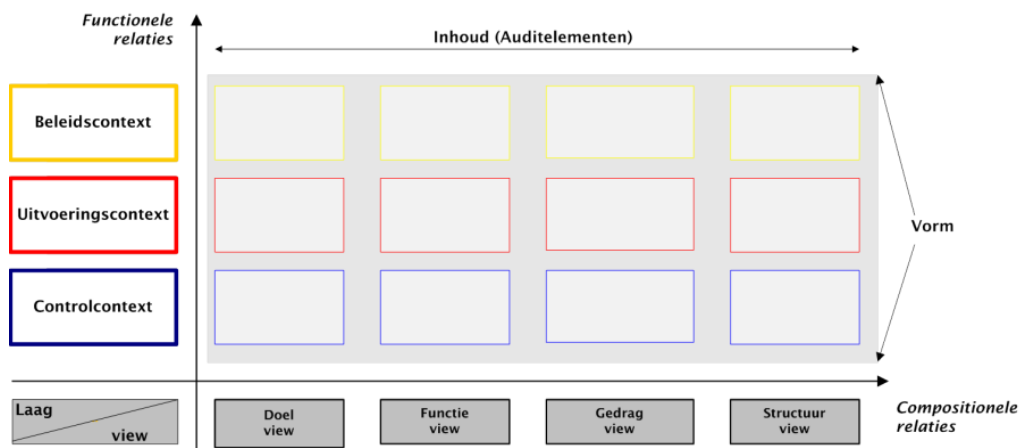 Functionele
relaties
Inhoud (Auditelementen)
Beleidscontext
Uitvoeringscontext
Vorm
Controlcontext
Laag
view
Doel
view
Functie
view
Gedrag
view
Structuur
view
Compositionele
relaties